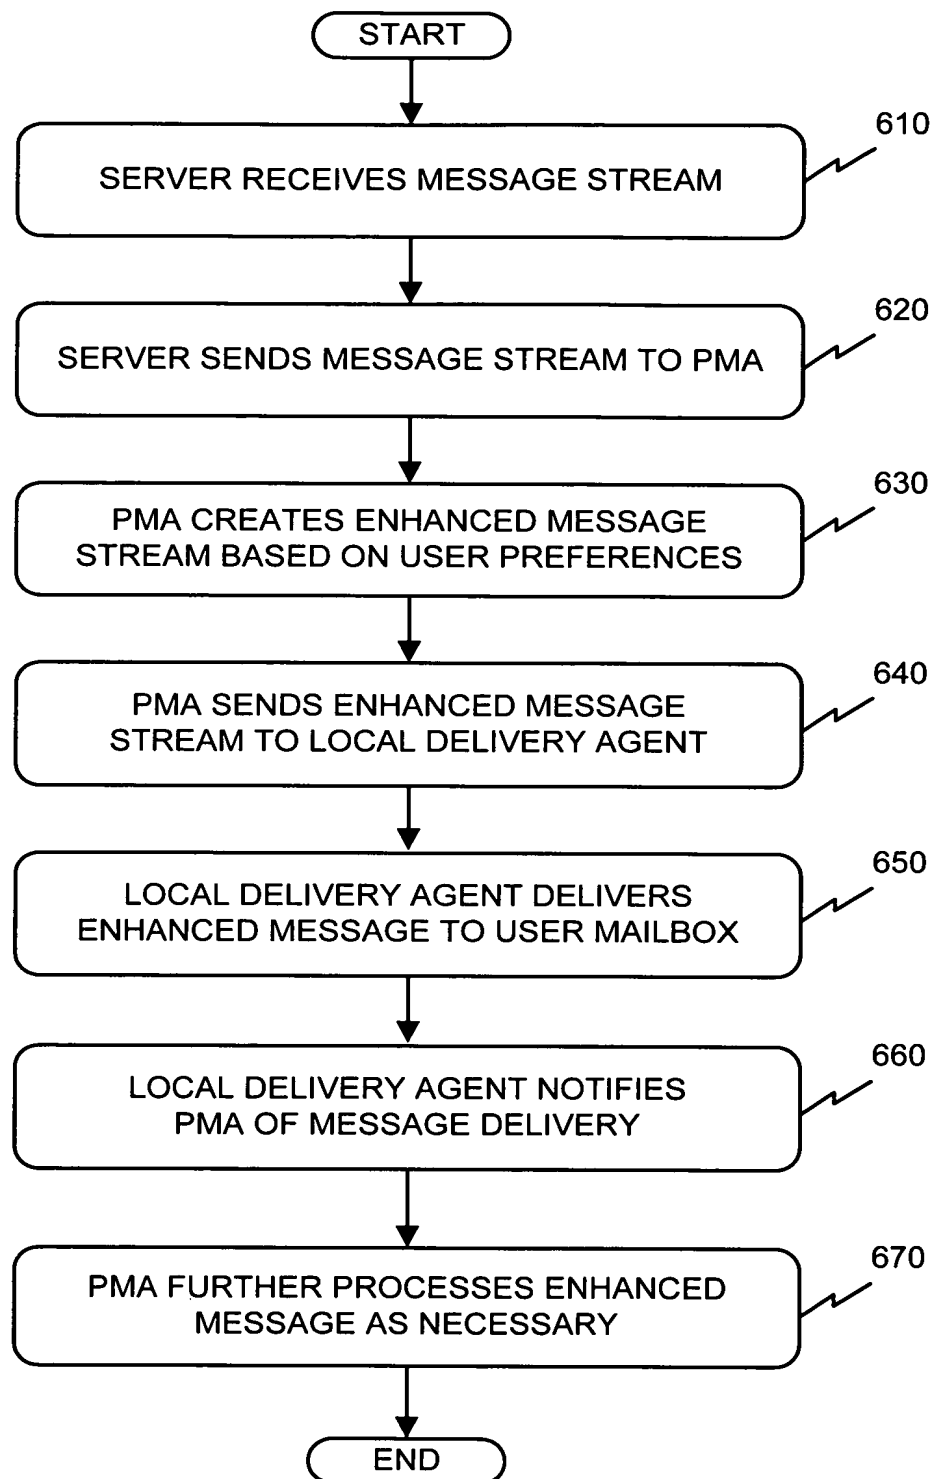 START
610
SERVER RECEIVES MESSAGE STREAM
620
SERVER SENDS MESSAGE STREAM TO PMA
630
PMA CREATES ENHANCED MESSAGE
STREAM BASED ON USER PREFERENCES
640
PMA SENDS ENHANCED MESSAGE
STREAM TO LOCAL DELIVERY AGENT
650
LOCAL DELIVERY AGENT DELIVERS
ENHANCED MESSAGE TO USER MAILBOX
660
LOCAL DELIVERY AGENT NOTIFIES
PMA OF MESSAGE DELIVERY
670
PMA FURTHER PROCESSES ENHANCED
MESSAGE AS NECESSARY
END